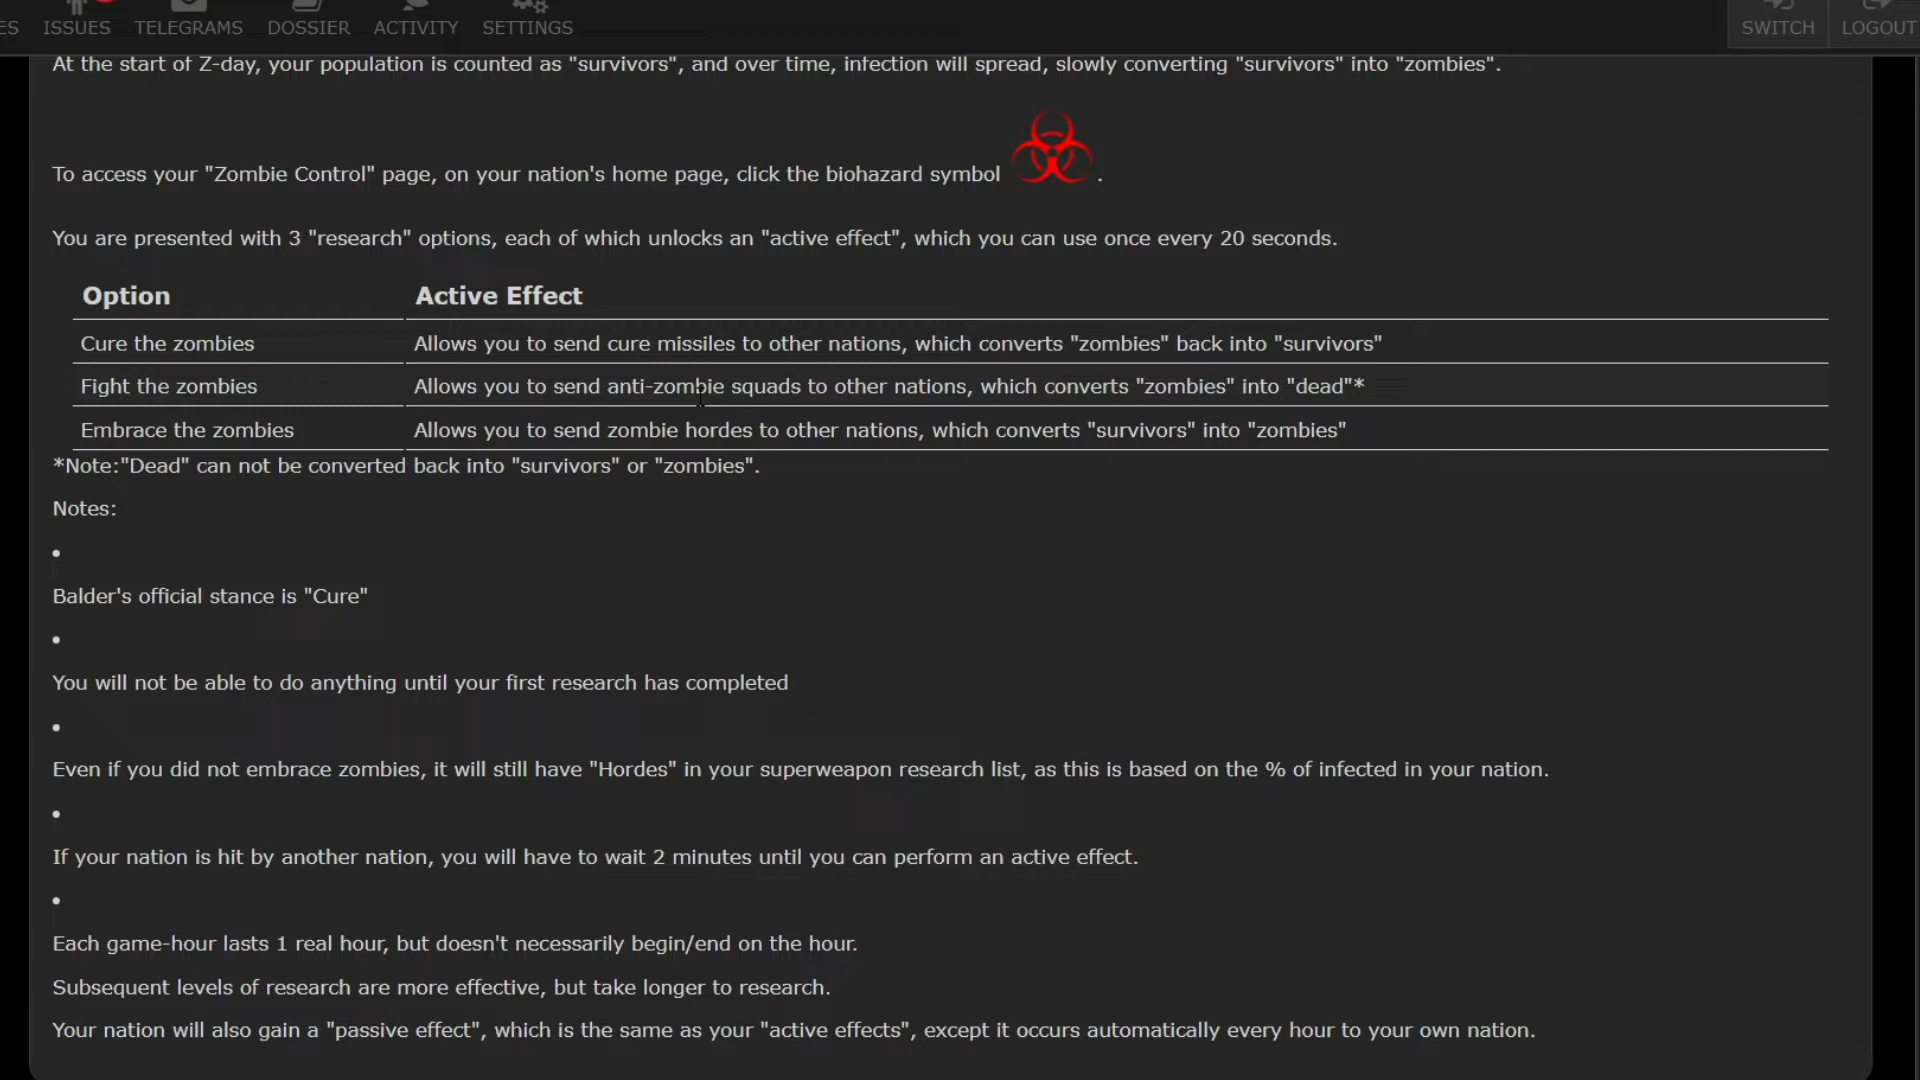 ES ISSUES TELEGRAMS DOSSIER ACTIVITY SETTINGS SWITCH LOGOUT
At the start of Z-day, your population is counted as "survivors", and over time, infection will spread, slowly converting "survivors" into "zombies".
To access your "Zombie Control" page, on your nation's home page, click the biohazard symbol .
You are presented with 3 "research" options, each of which unlocks an "active effect", which you can use once every 20 seconds.
Option Active Effect
Cure the zombies Allows you to send cure missiles to other nations, which converts "zombies" back into "survivors"
Fight the zombies Allows you to send anti-zombie squads to other nations, which converts "zombies" into "dead"*
Embrace the zombies Allows you to send zombie hordes to other nations, which converts "survivors" into "zombies"
*Note:"Dead" can not be converted back into "survivors" or "zombies".
Notes:
•
Balder's official stance is "Cure"
•
You will not be able to do anything until your first research has completed
•
Even if you did not embrace zombies, it will still have "Hordes" in your superweapon research list, as this is based on the % of infected in your nation.
•
If your nation is hit by another nation, you will have to wait 2 minutes until you can perform an active effect.
•
Each game-hour lasts 1 real hour, but doesn't necessarily begin/end on the hour.
Subsequent levels of research are more effective, but take longer to research.
Your nation will also gain a "passive effect", which is the same as your "active effects", except it occurs automatically every hour to your own nation.